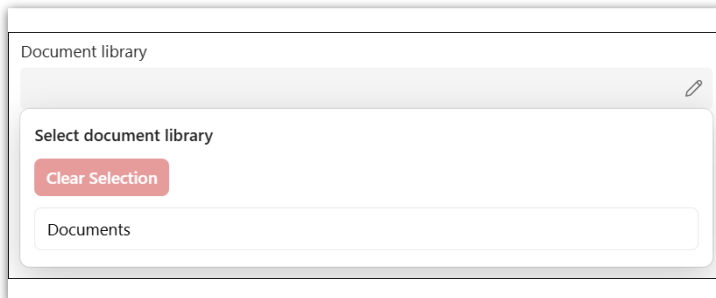 Document library
Select document library
Clear Selection
Documents